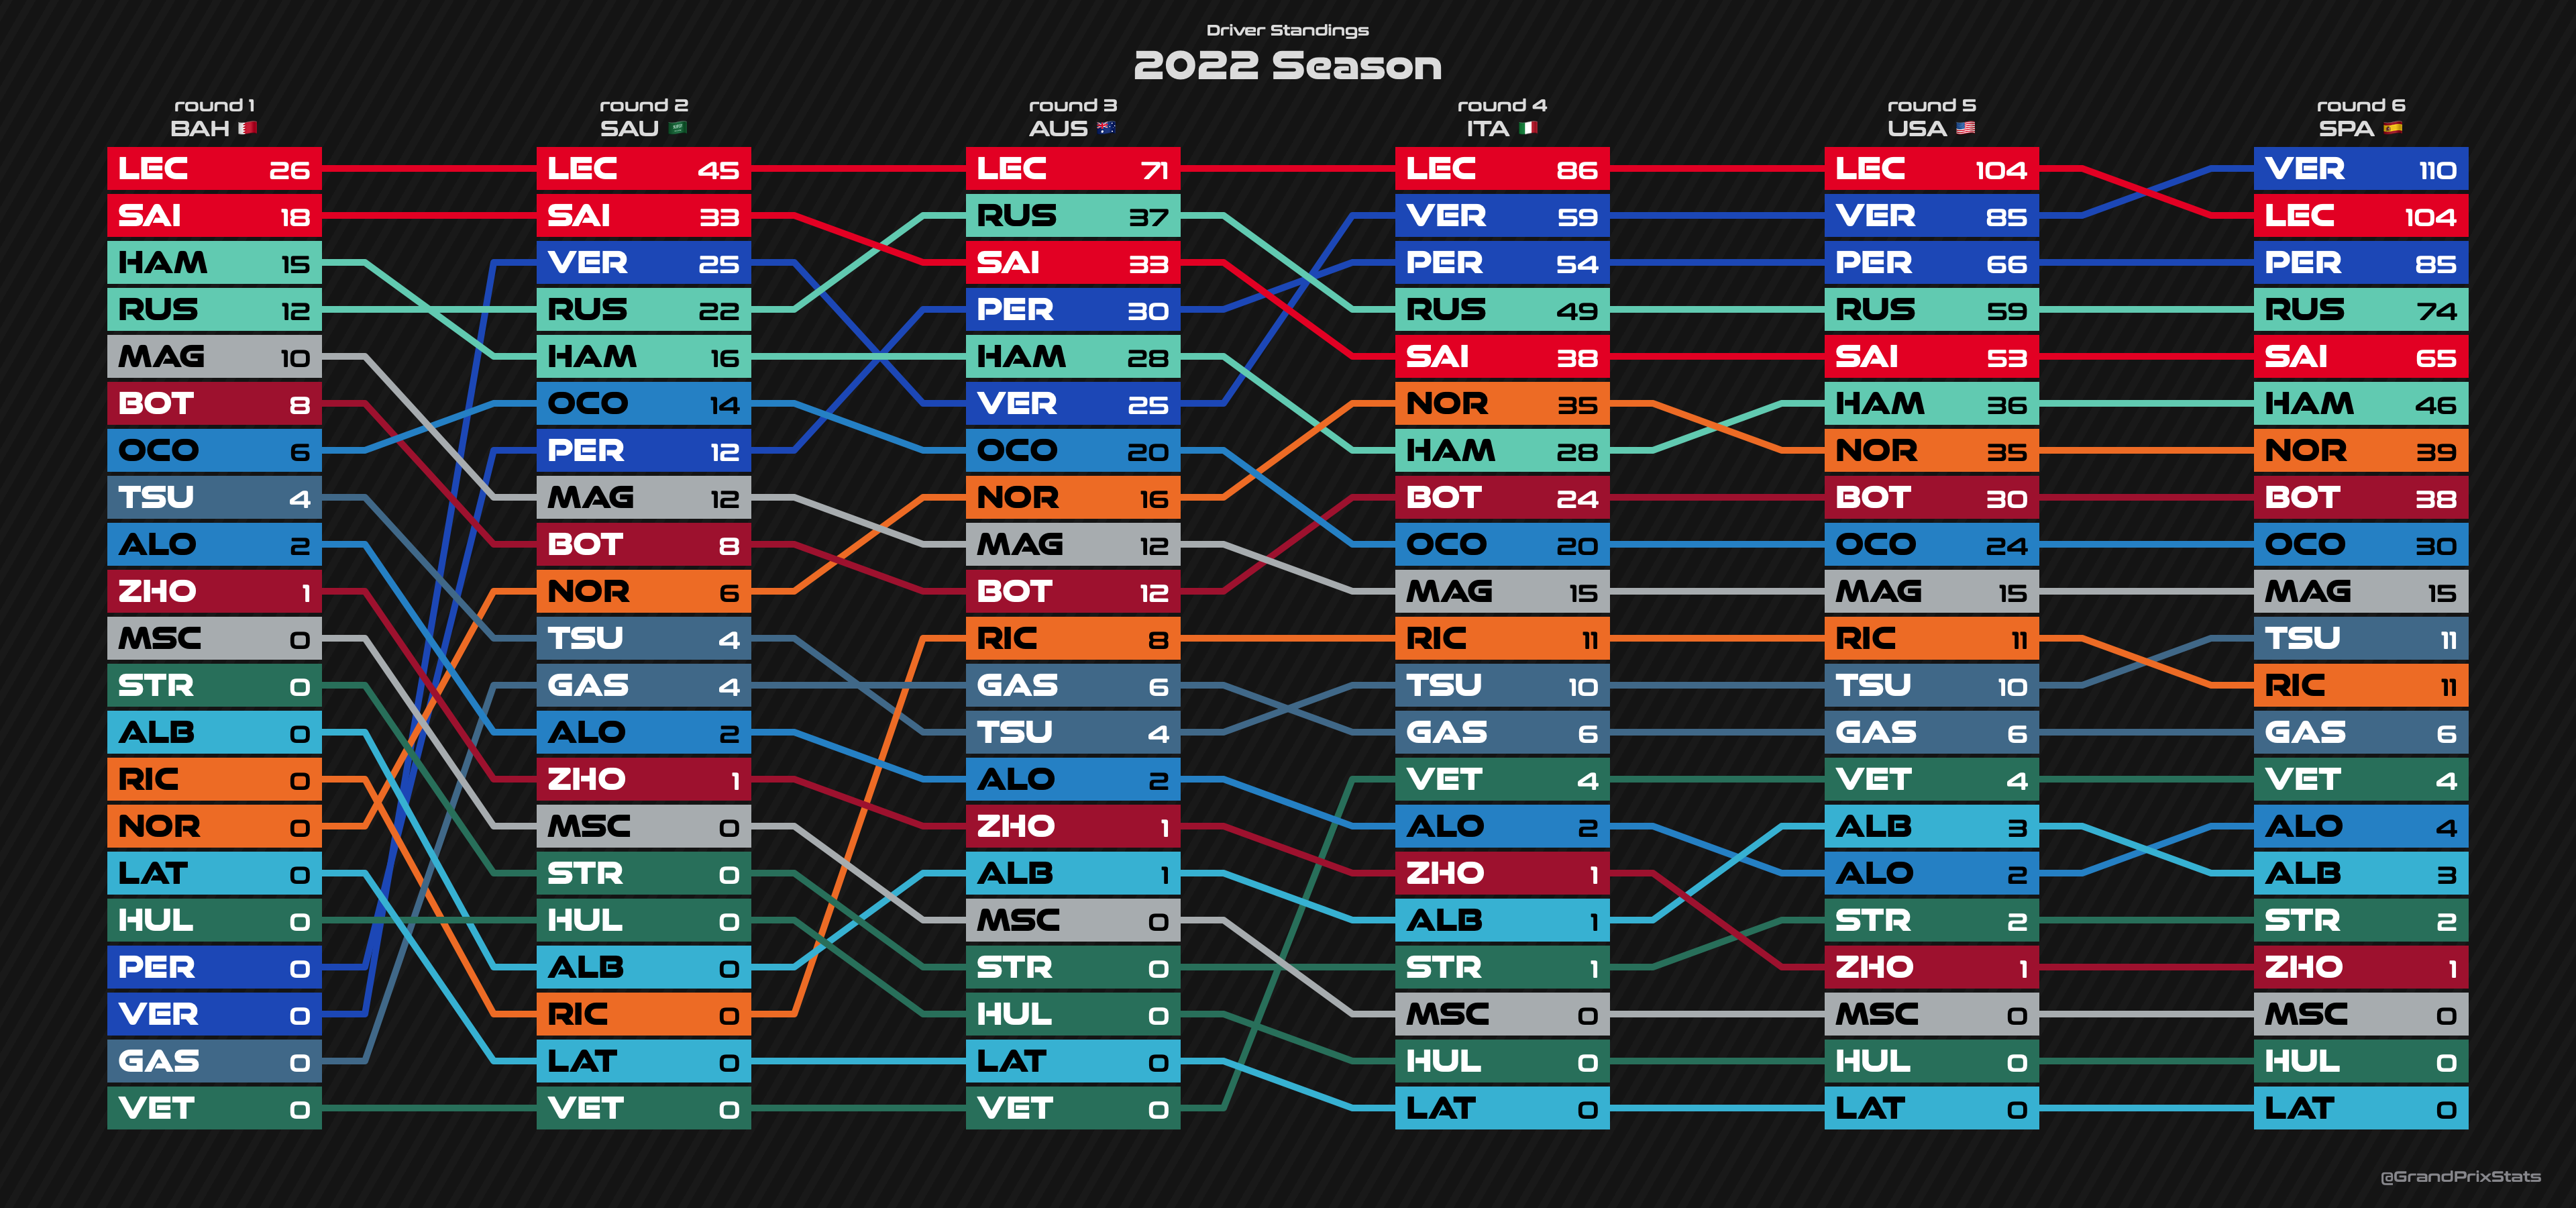 Driver Standings
2022 Season
round 1 round 2 round 3 round 4 round 5 round 6
BAH SAU AUS ITA USA SPA
LEC 26 LEC 45 LEC 71 LEC 86 LEC 104 VER 110
SAI 18 SAI 33 RUS 37 VER 59 VER 85 LEC 104
HAM 15 VER 25 SAI 33 PER 54 PER 66 PER 85
RUS 12 RUS 22 PER 30 RUS 49 RUS 59 RUS 74
MAG 10 HAM 16 HAM 28 SAI 38 SAI 53 SAI 65
BOT 8 OCO 14 VER 25 NOR 35 HAM 36 HAM 46
OCO 6 PER 12 OCO 20 HAM 28 NOR 35 NOR 39
TSU 4 MAG 12 NOR 16 BOT 24 BOT 30 BOT 38
ALO 2 BOT 8 MAG 12 OCO 20 OCO 24 OCO 30
ZHO 1 NOR 6 BOT 12 MAG 15 MAG 15 MAG 15
MSC 0 TSU 4 RIC 8 RIC 11 RIC 11 TSU 11
STR 0 GAS 4 GAS 6 TSU 10 TSU 10 RIC 11
ALB 0 ALO 2 TSU 4 GAS 6 GAS 6 GAS 6
RIC 0 ZHO 1 ALO 2 VET 4 VET 4 VET 4
NOR 0 MSC 0 ZHO 1 ALO 2 ALB 3 ALO 4
LAT 0 STR 0 ALB 1 ZHO 1 ALO 2 ALB 3
HUL 0 HUL 0 MSC 0 ALB 1 STR 2 STR 2
PER 0 ALB 0 STR 0 STR 1 ZHO 1 ZHO 1
VER 0 RIC 0 HUL 0 MSC 0 MSC 0 MSC 0
GAS 0 LAT 0 LAT 0 HUL 0 HUL 0 HUL 0
VET 0 VET 0 VET 0 LAT 0 LAT 0 LAT 0
@GrandPrixStats